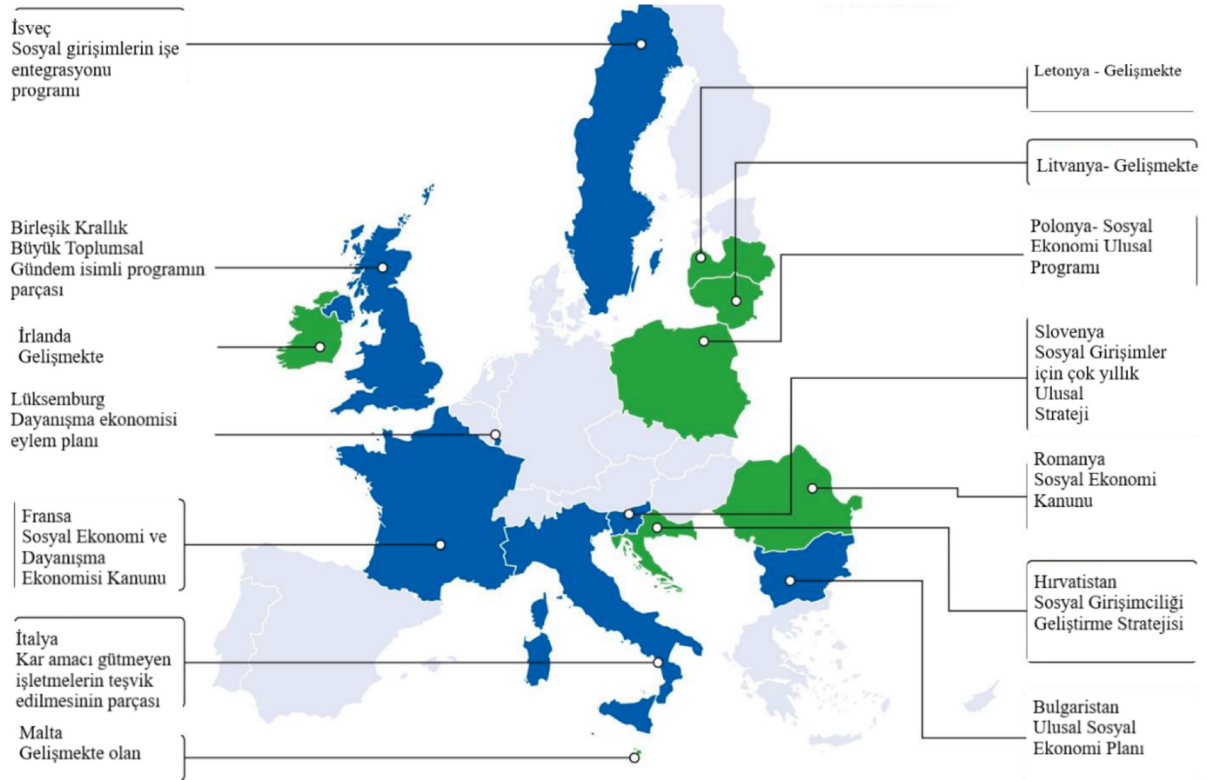 İsveç
Sosyal girişimlerin işe
entegrasyonu
programı
Birleşik Krallık
Büyük Toplumsal
Gündem isimli programın
parçası
İrlanda
Gelişmekte
Lüksemburg
Dayanışma ekonomisi
eylem planı
Fransa
Sosyal Ekonomi ve
Dayanışma
Ekonomisi Kanunu
İtalya
Kar amacı gütmeyen
işletmelerin teşvik
edilmesinin parçası
Malta
Gelişmekte olan
Letonya - Gelişmekte
Litvanya- Gelişmekte
Polonya- Sosyal
Ekonomi Ulusal
Programı
Slovenya
Sosyal Girişimler
için çok yıllık
Ulusal
Strateji
Romanya
Sosyal Ekonomi
Kanunu
Hırvatistan
Sosyal Girişimciliği
Geliştirme Stratejisi
Bulgaristan
Ulusal Sosyal
Ekonomi Planı